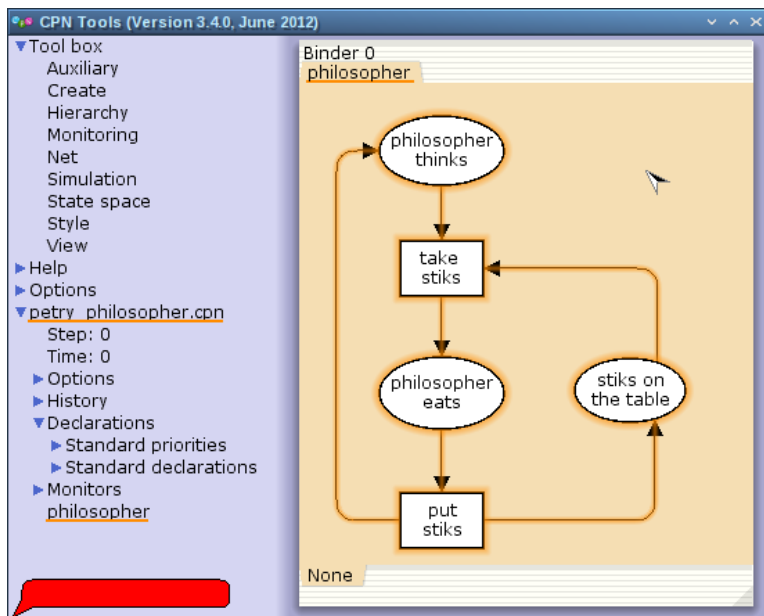 CPN Tools (Version 3.4.0, June 2012)
Tool box
Auxiliary
Create
Hierarchy
Monitoring
Net
Simulation
State space
Style
View
Help
Options
petry_philosopher.cpn
Step: 0
Time: 0
Options
History
Declarations
Standard priorities
Standard declarations
Monitors
philosopher
Binder 0
philosopher
philosopher
thinks
take
stiks
philosopher
eats
stiks on
the table
put
stiks
None